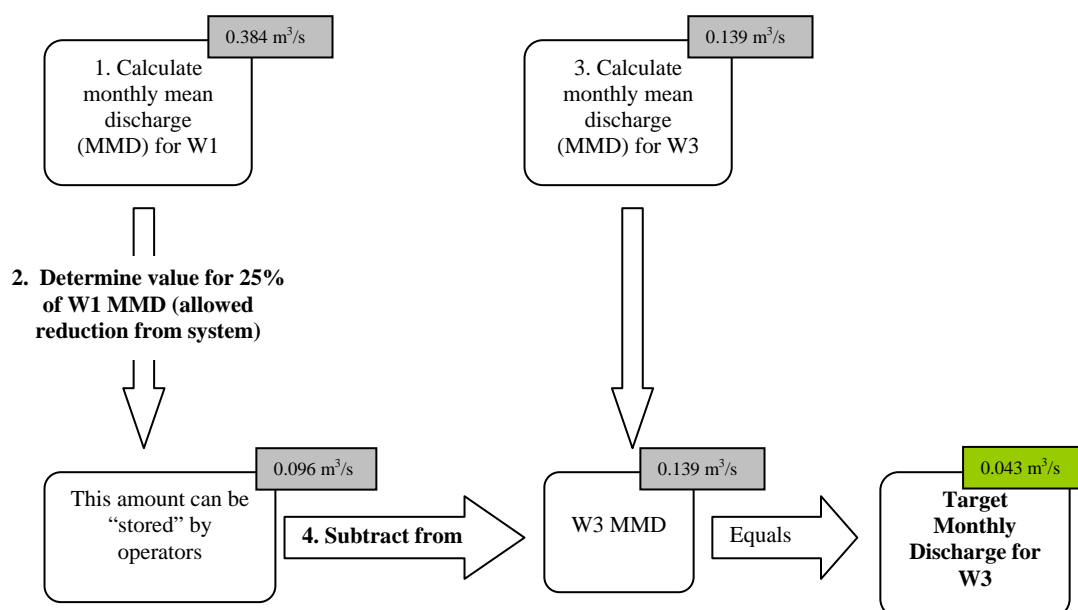 0.384 m³/s
1. Calculate
monthly mean
discharge
(MMD) for W1
0.139 m³/s
3. Calculate
monthly mean
discharge
(MMD) for W3
2. Determine value for 25%
of W1 MMD (allowed
reduction from system)
0.096 m³/s
This amount can be
“stored” by
operators
4. Subtract from
0.139 m³/s
W3 MMD
Equals
0.043 m³/s
Target
Monthly
Discharge for
W3